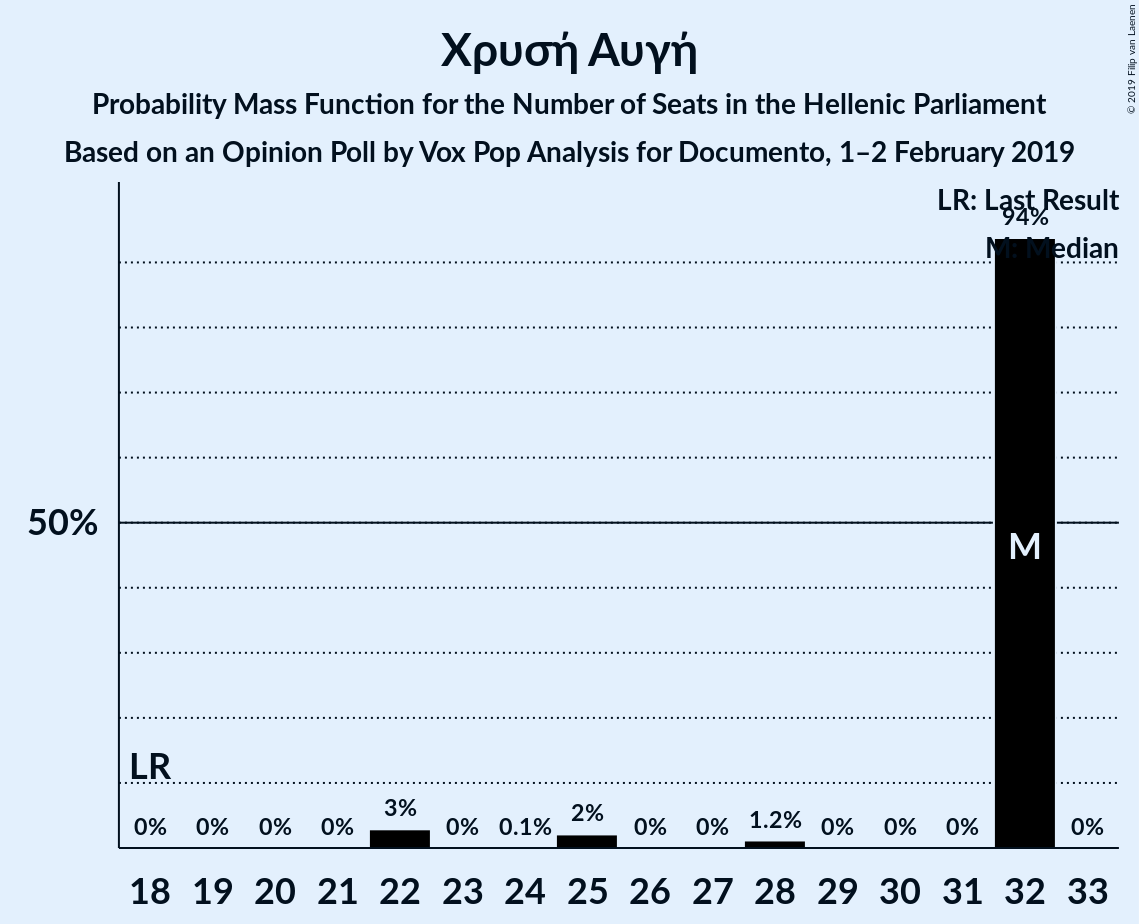 Χρυσή Αυγή
Probability Mass Function for the Number of Seats in the Hellenic Parliament
Based on an Opinion Poll by Vox Pop Analysis for Documento, 1–2 February 2019
© 2019 Filip van Laenen
LR: Last Result
94%
M: Median
50%
M
LR
0% 0% 0% 0% 3% 0% 0.1% 2% 0% 0% 1.2% 0% 0% 0% 0%
18 19 20 21 22 23 24 25 26 27 28 29 30 31 32 33